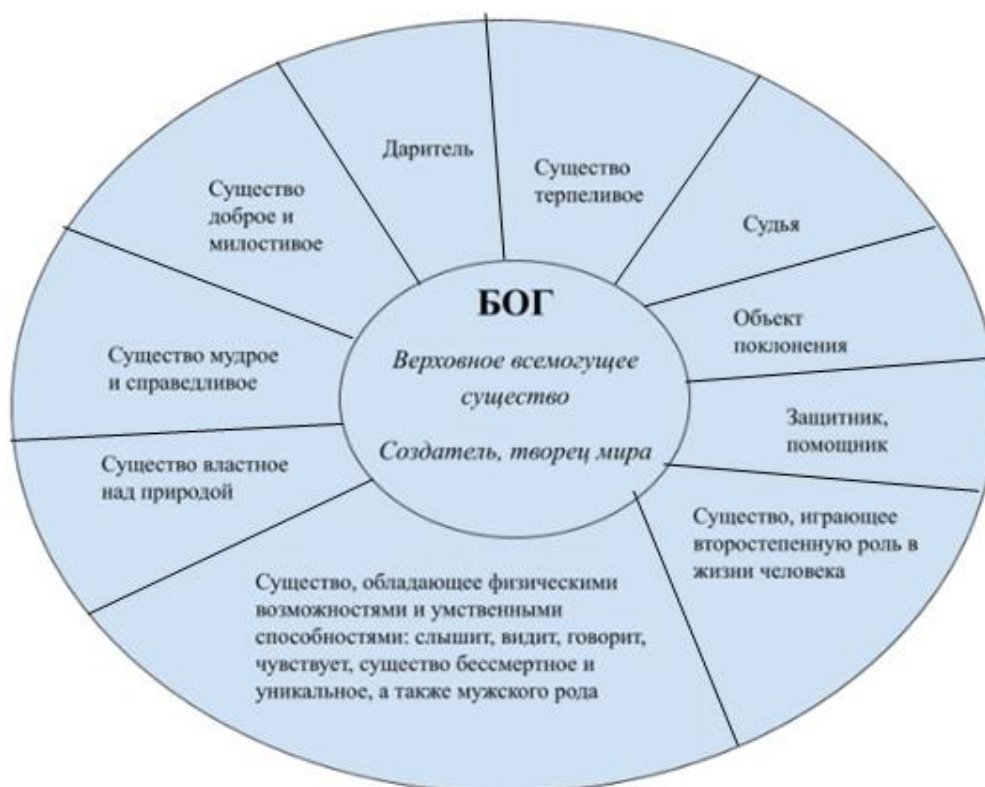 БОГ
Верховное всемогущее
существо
Создатель, творец мира
Даритель
Существо
терпеливое
Судья
Объект
поклонения
Защитник,
помощник
Существо, играющее
второстепенную роль в
жизни человека
Существо, обладающее физическими
возможностями и умственными
способностями: слышит, видит, говорит,
чувствует, существо бессмертное и
уникальное, а также мужского рода
Существо властное
над природой
Существо мудрое
и справедливое
Существо
доброе и
милостивое